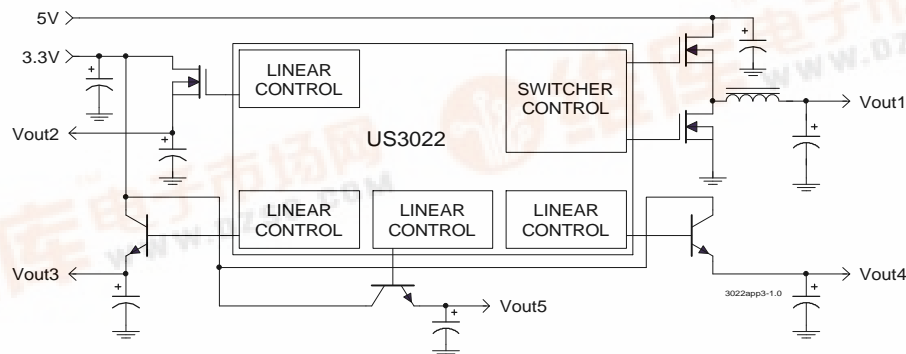 5V
3.3V
LINEAR
CONTROL
SWITCHER
CONTROL
Vout1
Vout2
US3022
LINEAR
CONTROL
LINEAR
CONTROL
LINEAR
CONTROL
Vout3
Vout4
3022app3-1.0
Vout5